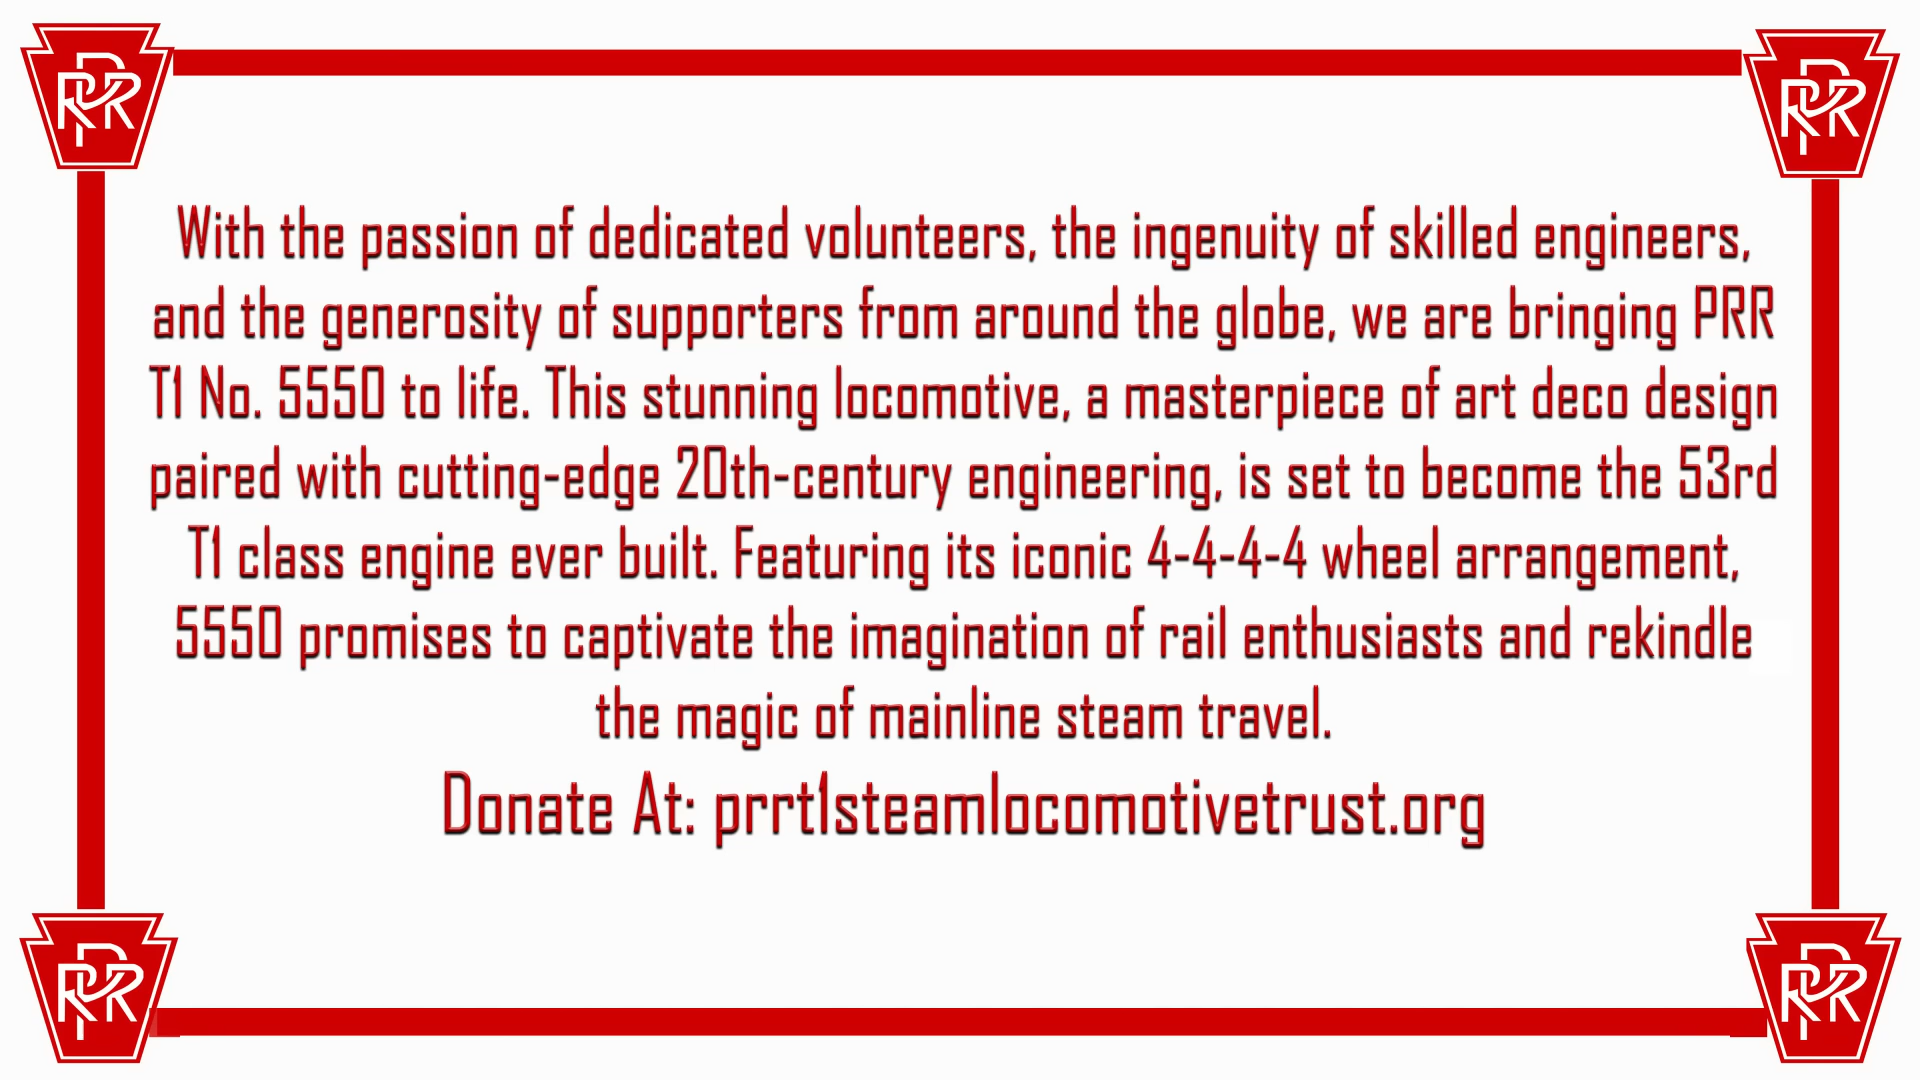 PRR PRR
With the passion of dedicated volunteers, the ingenuity of skilled engineers,
and the generosity of supporters from around the globe, we are bringing PRR
T1 No. 5550 to life. This stunning locomotive, a masterpiece of art deco design
paired with cutting-edge 20th-century engineering, is set to become the 53rd
T1 class engine ever built. Featuring its iconic 4-4-4-4 wheel arrangement,
5550 promises to captivate the imagination of rail enthusiasts and rekindle
the magic of mainline steam travel.
Donate At: prrt1steamlocomotivetrust.org
PRR PRR